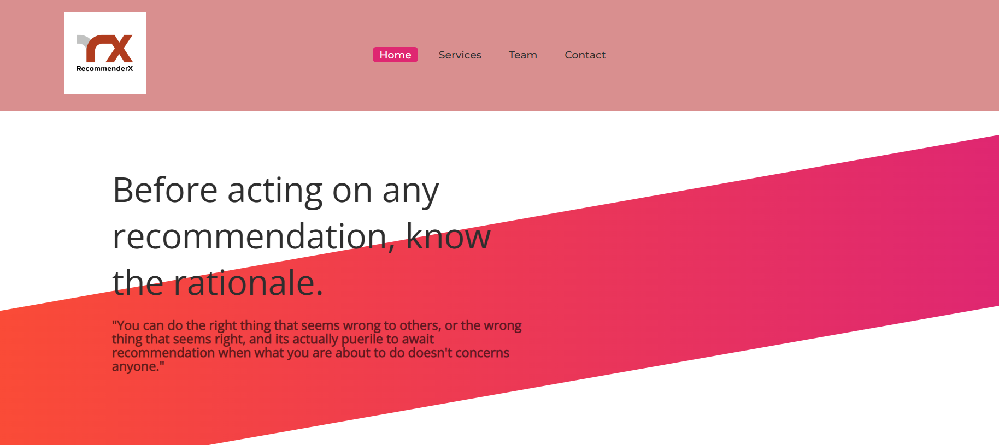 rx
RecommenderX
Home Services Team Contact
Before acting on any
recommendation, know
the rationale.
"You can do the right thing that seems wrong to others, or the wrong
thing that seems right, and its actually puerile to await
recommendation when what you are about to do doesn't concerns
anyone."